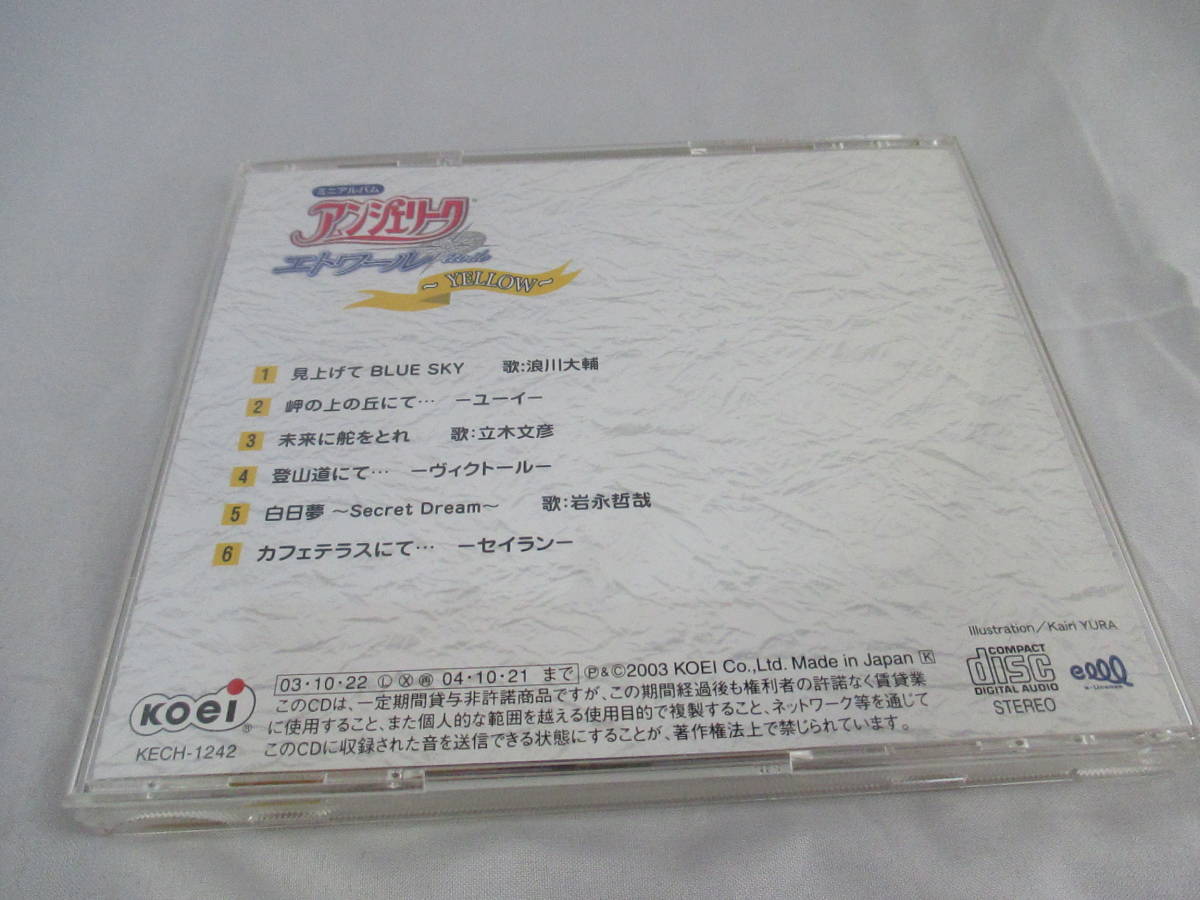 ミニアルバム
アンジェリーク
エトワール
～ YELLOW ～
1 見上げて BLUE SKY 歌:浪川大輔
2 岬の上の丘にて… －ユーイ－
3 未来に舵をとれ 歌:立木文彦
4 登山道にて… －ヴィクトール－
5 白日夢 ～Secret Dream～ 歌:岩永哲哉
6 カフェテラスにて… －セイラン－
Illustration／Kairi YURA
COMPACT
disc
DIGITAL AUDIO
STEREO
KOEI ®
KECH-1242
03・10・22 Ⓛ Ⓧ ㊕ 04・10・21 まで Ⓟ&©2003 KOEI Co.,Ltd. Made in Japan K
このCDは、一定期間貸与非許諾商品ですが、この期間経過後も権利者の許諾なく賃貸業
に使用すること、また個人的な範囲を越える使用目的で複製すること、ネットワーク等を通じて
このCDに収録された音を送信できる状態にすることが、著作権法上で禁じられています。